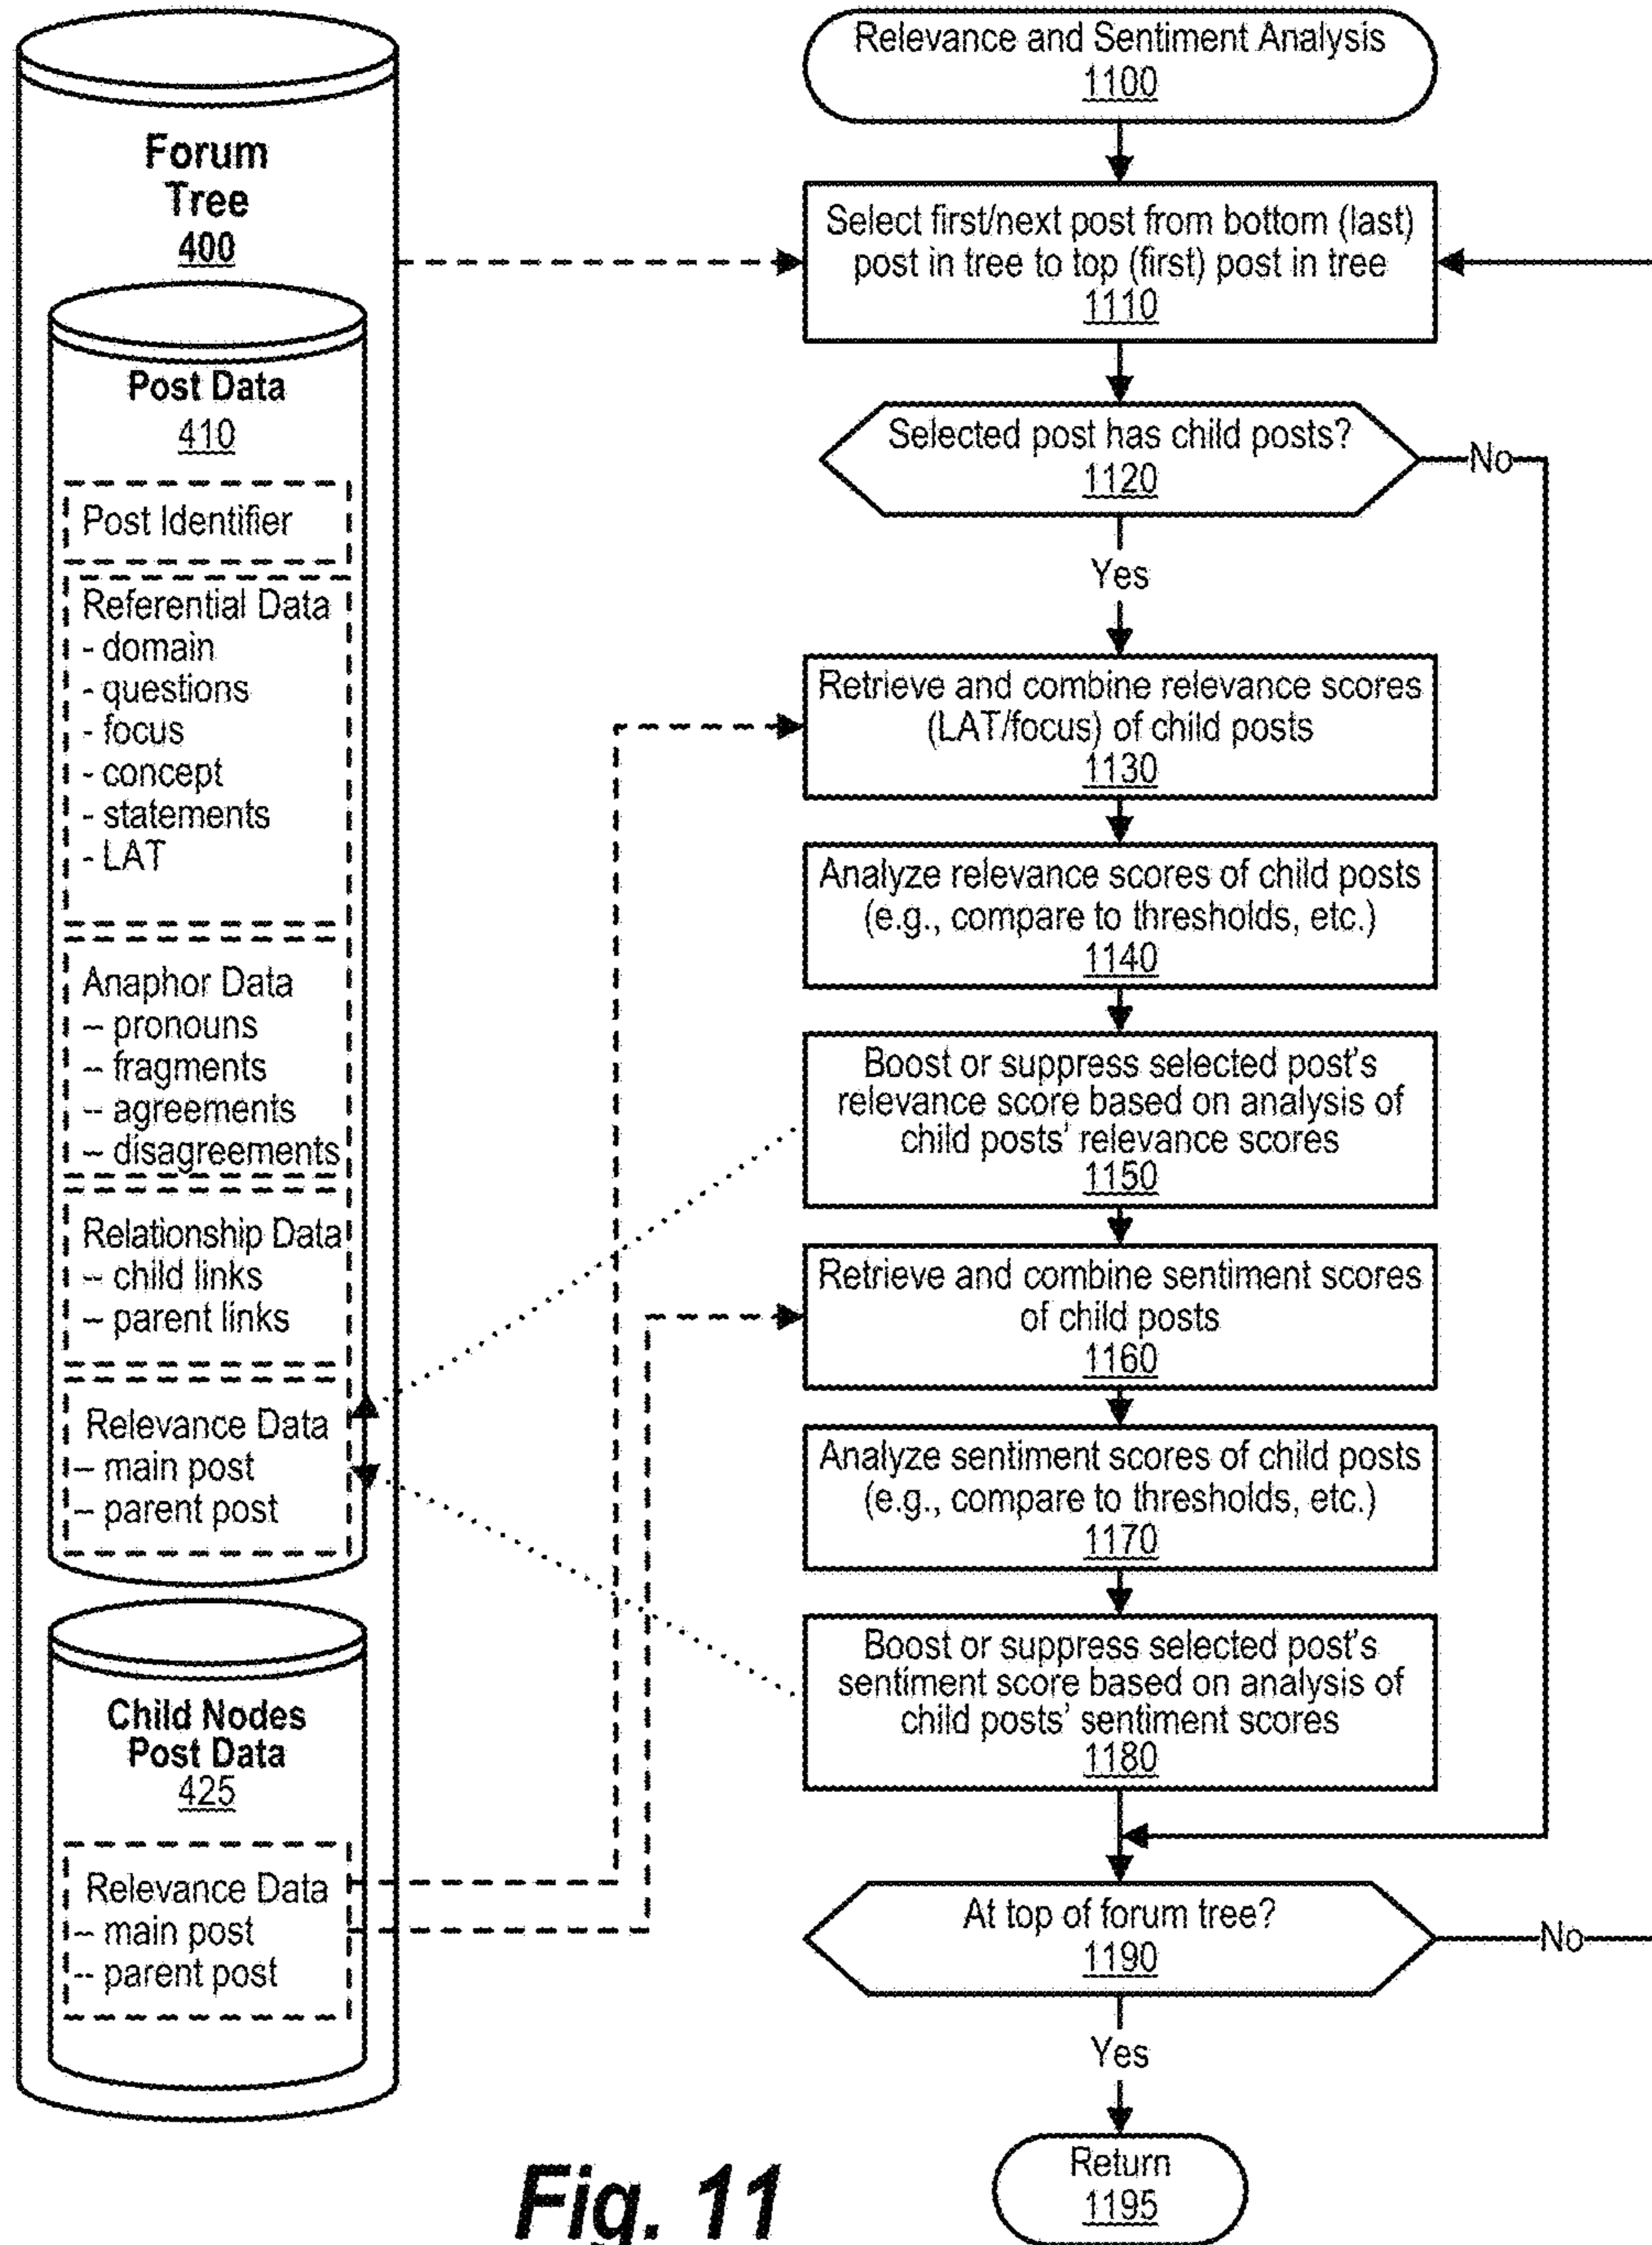 Forum
Tree
400
Post Data
410
Post Identifier
Referential Data
- domain
- questions
- focus
- concept
- statements
- LAT
Anaphor Data
-- pronouns
-- fragments
-- agreements
-- disagreements
Relationship Data
-- child links
-- parent links
Relevance Data
-- main post
-- parent post
Child Nodes
Post Data
425
Relevance Data
-- main post
-- parent post
Relevance and Sentiment Analysis
1100
Select first/next post from bottom (last)
post in tree to top (first) post in tree
1110
Selected post has child posts?
1120
No
Yes
Retrieve and combine relevance scores
(LAT/focus) of child posts
1130
Analyze relevance scores of child posts
(e.g., compare to thresholds, etc.)
1140
Boost or suppress selected post's
relevance score based on analysis of
child posts' relevance scores
1150
Retrieve and combine sentiment scores
of child posts
1160
Analyze sentiment scores of child posts
(e.g., compare to thresholds, etc.)
1170
Boost or suppress selected post's
sentiment score based on analysis of
child posts' sentiment scores
1180
At top of forum tree?
1190
No
Yes
Return
1195
Fig. 11